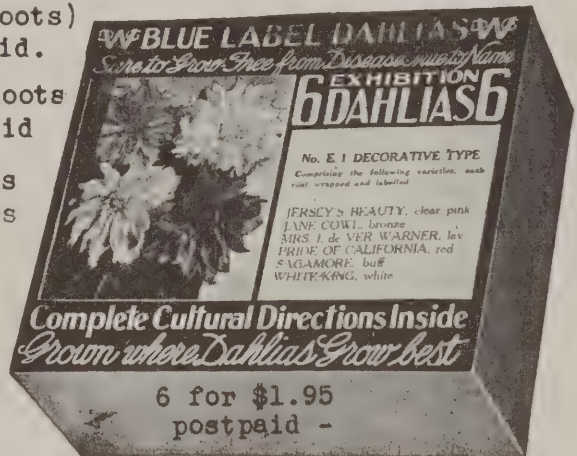 oots)
id.
oots
id
s
s
W BLUE LABEL DAHLIAS W
Sure to Grow Free from Disease True to Name
6 EXHIBITION DAHLIAS 6
No. E 1 DECORATIVE TYPE
Comprising the following varieties, each
root wrapped and labelled
JERSEY'S BEAUTY, clear pink
JANE COWL, bronze
MRS. I. de VER WARNER, lav
PRIDE OF CALIFORNIA, red
SAGAMORE, buff
WHITE KING, white
Complete Cultural Directions Inside
Grown where Dahlias Grow best
6 for $1.95
postpaid -